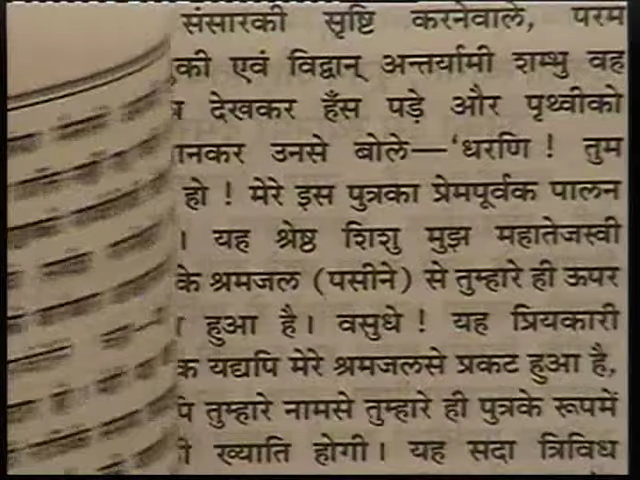 संसारकी सृष्टि करनेवाले, परम
की एवं विद्वान् अन्तर्यामी शम्भु वह
देखकर हँस पड़े और पृथ्वीको
नकर उनसे बोले—‘धरणि ! तुम
हो ! मेरे इस पुत्रका प्रेमपूर्वक पालन
। यह श्रेष्ठ शिशु मुझ महातेजस्वी
के श्रमजल (पसीने) से तुम्हारे ही ऊपर
हुआ है। वसुधे ! यह प्रियकारी
क यद्यपि मेरे श्रमजलसे प्रकट हुआ है,
पि तुम्हारे नामसे तुम्हारे ही पुत्रके रूपमें
ख्याति होगी। यह सदा त्रिविध